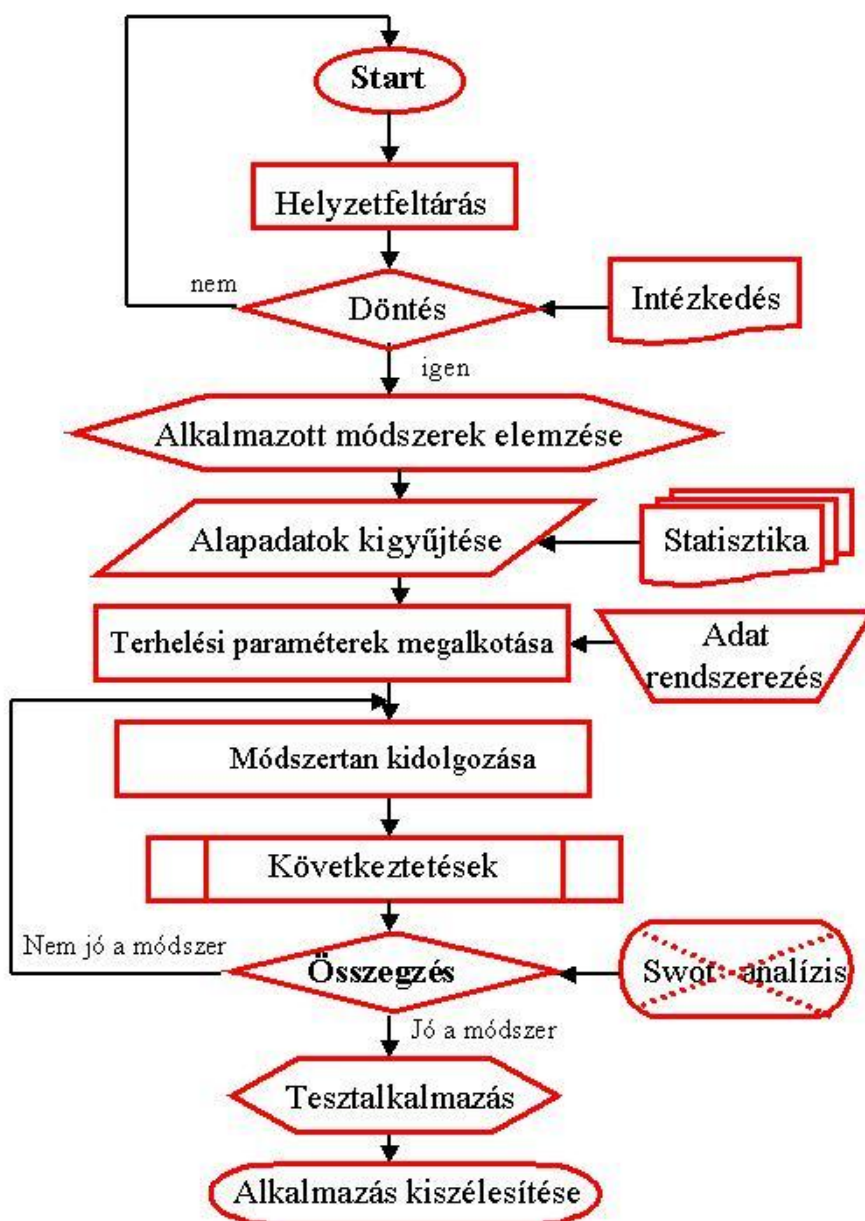 Start
Helyzetfeltárás
nem
Döntés
Intézkedés
igen
Alkalmazott módszerek elemzése
Alapadatok kigyűjtése
Statisztika
Terhelési paraméterek megalkotása
Adat
rendszerezés
Módszertan kidolgozása
Következtetések
Nem jó a módszer
Összegzés
Swot - analízis
Jó a módszer
Tesztalkalmazás
Alkalmazás kiszélesítése